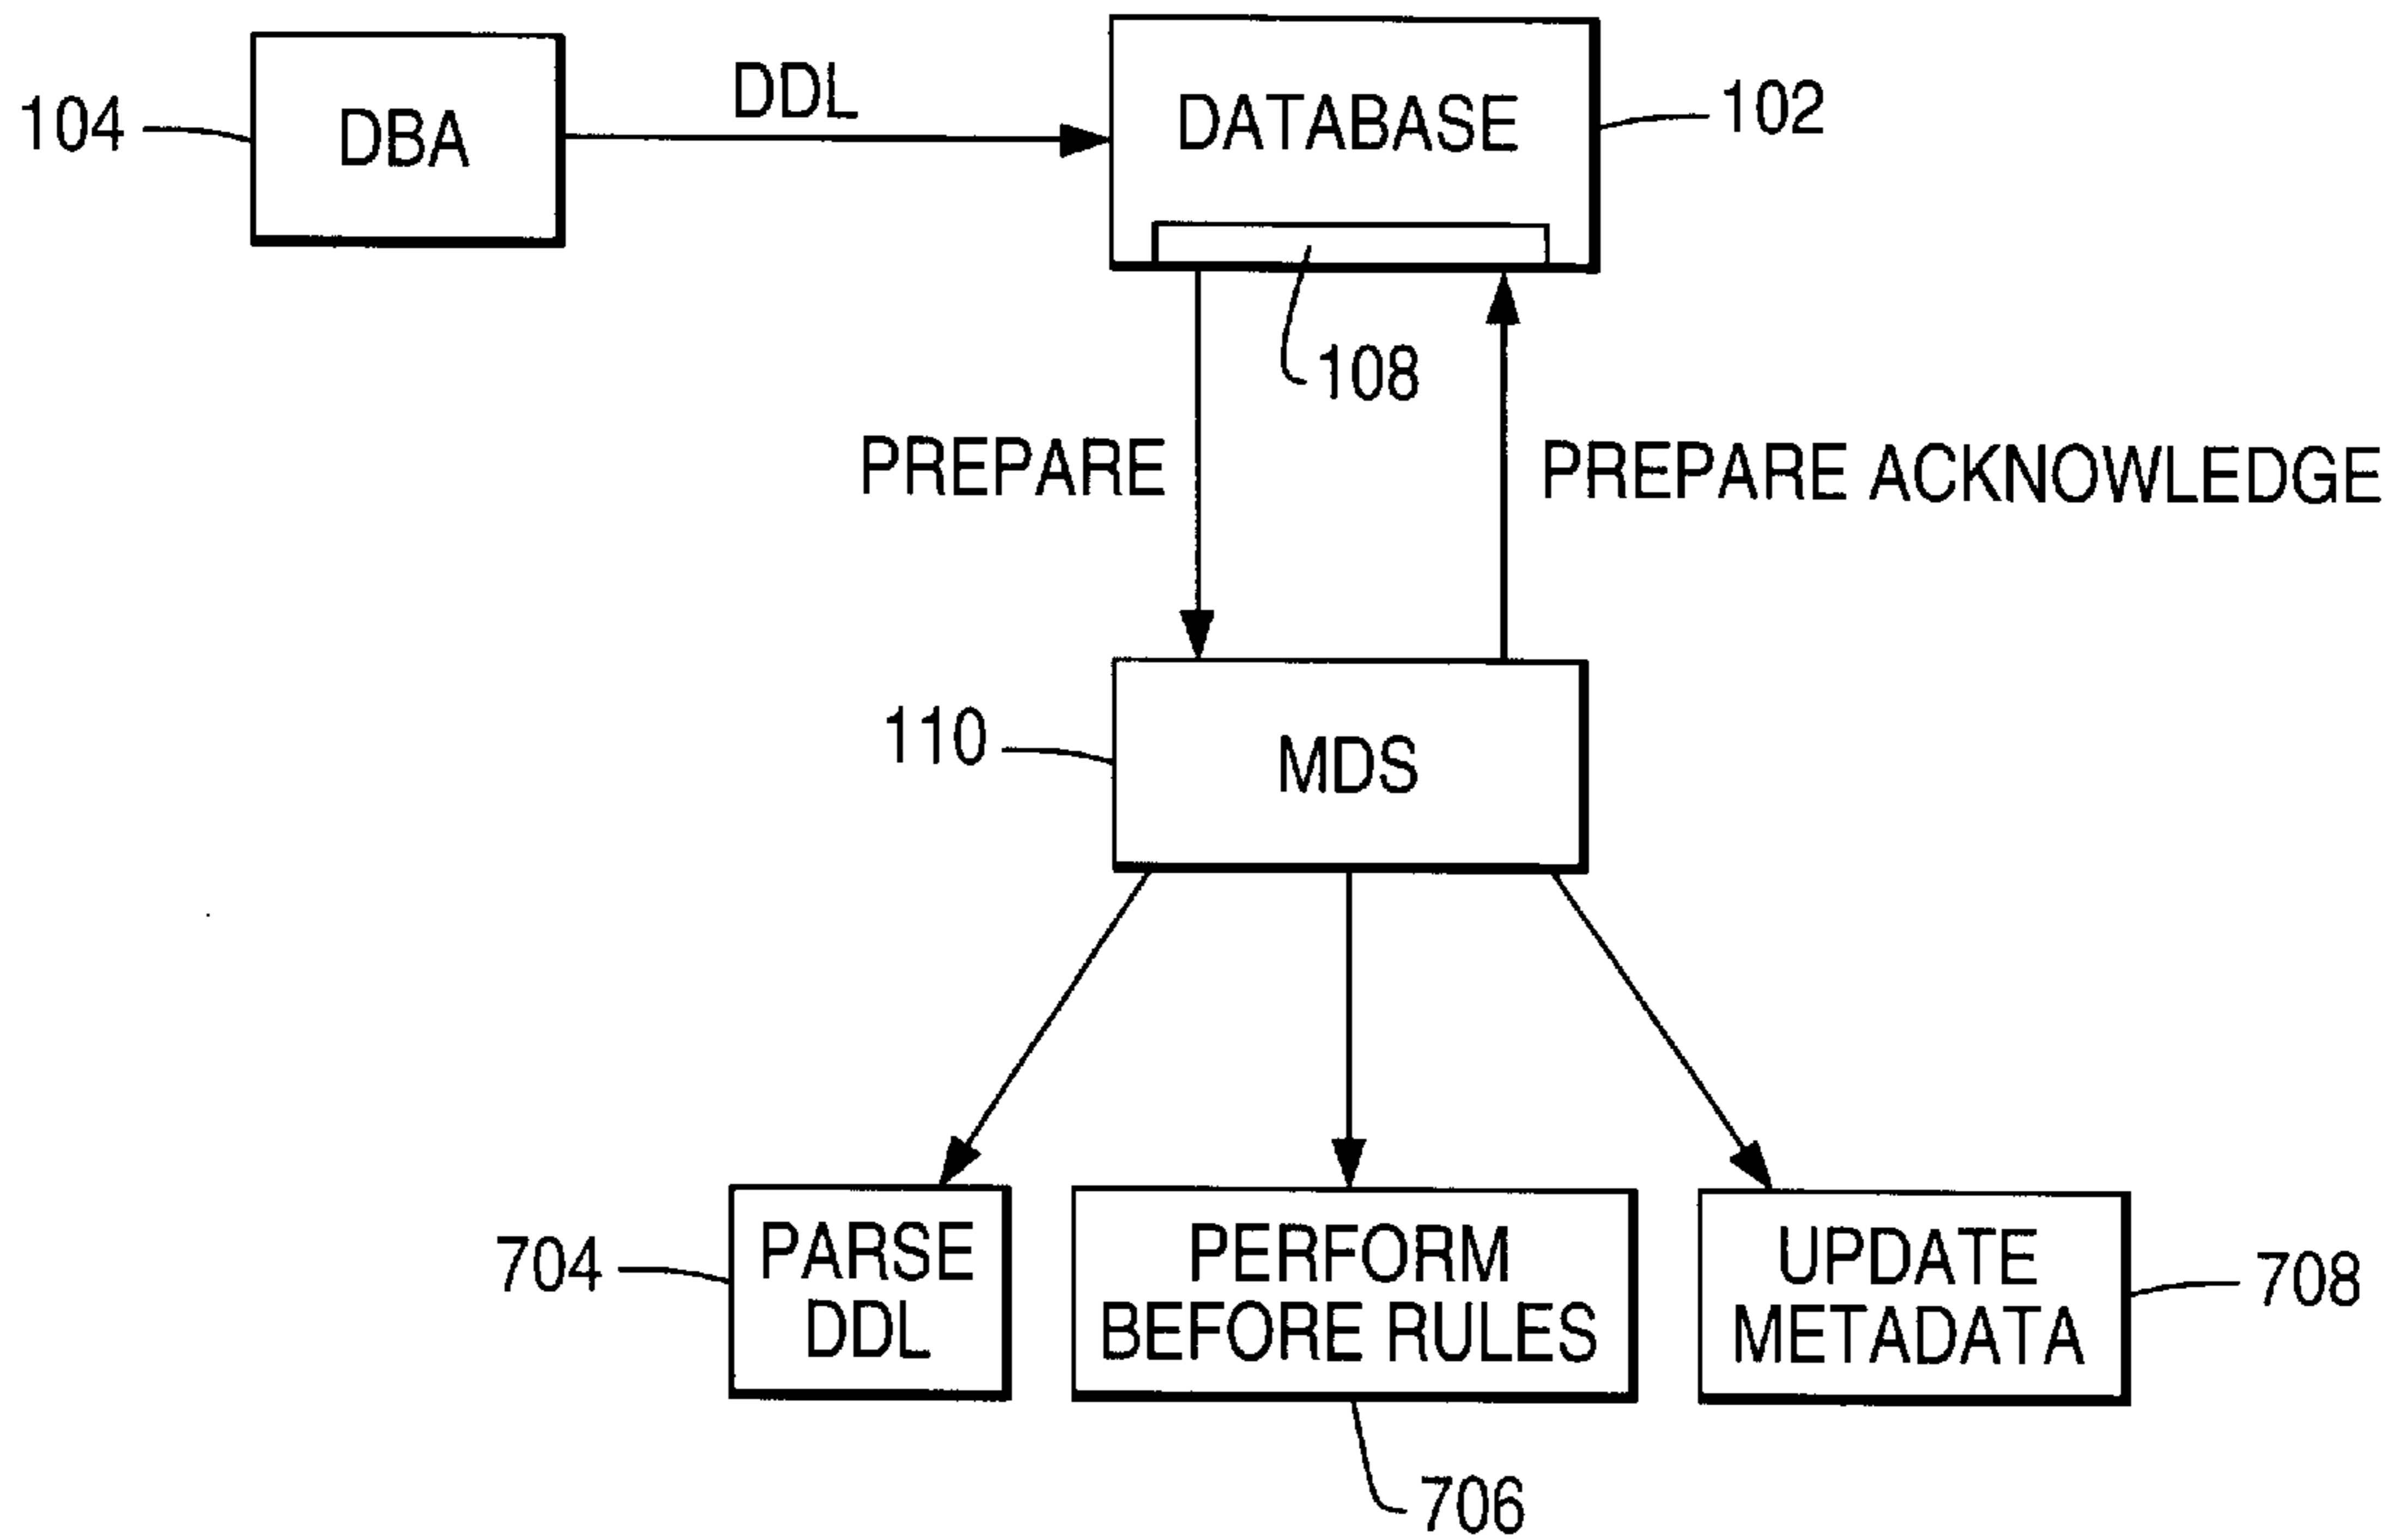 104
DBA
DDL
DATABASE
102
108
PREPARE
PREPARE ACKNOWLEDGE
110
MDS
704
PARSE
DDL
PERFORM
BEFORE RULES
UPDATE
METADATA
708
706